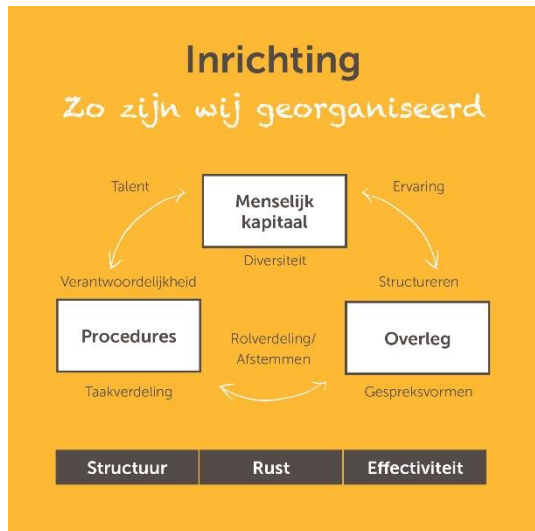 Inrichting
Zo zijn wij georganiseerd
Talent
Menselijk
kapitaal
Ervaring
Diversiteit
Verantwoordelijkheid
Structureren
Procedures
Rolverdeling/
Afstemmen
Overleg
Taakverdeling
Gespreksvormen
Structuur
Rust
Effectiviteit